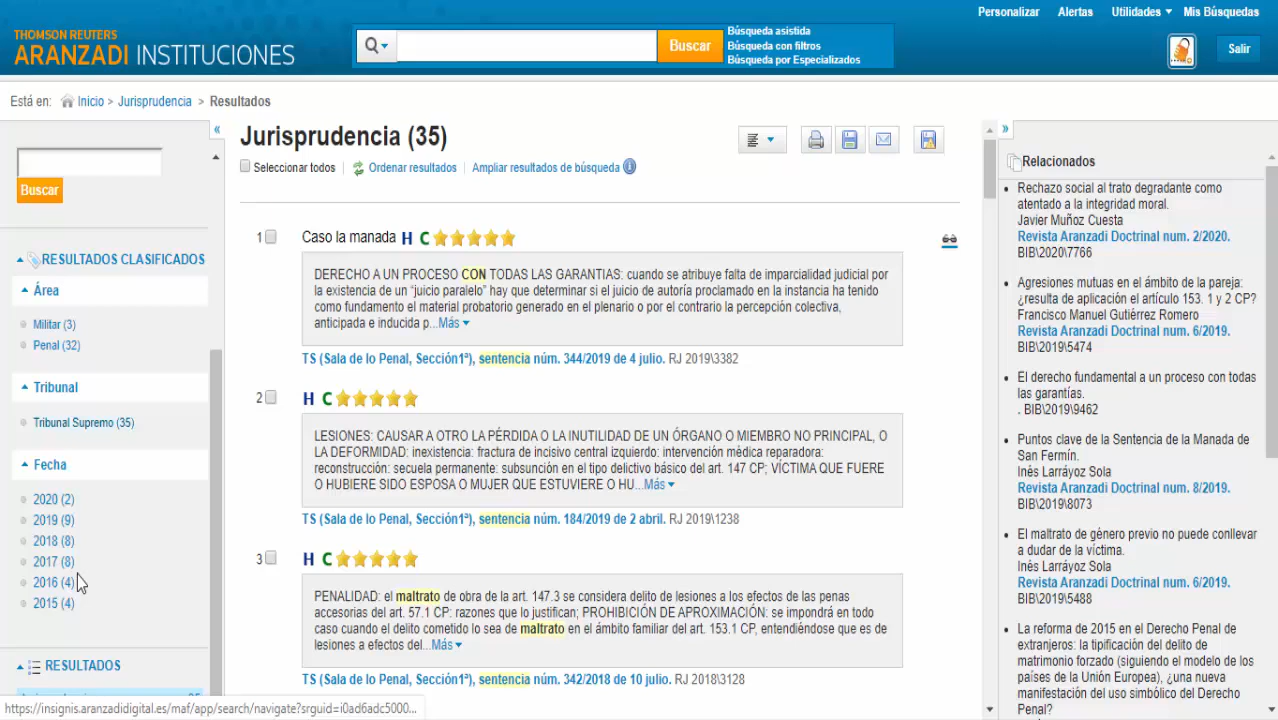 Personalizar Alertas Utilidades Mis Búsquedas
THOMSON REUTERS
ARANZADI INSTITUCIONES
Buscar
Búsqueda asistida
Búsqueda con filtros
Búsqueda por Especializados
Salir
Está en: Inicio > Jurisprudencia > Resultados
«
Buscar
RESULTADOS CLASIFICADOS
Área
Militar (3)
Penal (32)
Tribunal
Tribunal Supremo (35)
Fecha
2020 (2)
2019 (9)
2018 (8)
2017 (8)
2016 (4)
2015 (4)
RESULTADOS
https://insignis.aranzadidigital.es/maf/app/search/navigate?srguid=i0ad6adc5000...
Jurisprudencia (35)
Seleccionar todos | Ordenar resultados | Ampliar resultados de búsqueda i
1 Caso la manada H C
DERECHO A UN PROCESO CON TODAS LAS GARANTIAS: cuando se atribuye falta de imparcialidad judicial por
la existencia de un "juicio paralelo" hay que determinar si el juicio de autoría proclamado en la instancia ha tenido
como fundamento el material probatorio generado en el plenario o por el contrario la percepción colectiva,
anticipada e inducida p...Más
TS (Sala de lo Penal, Sección1ª), sentencia núm. 344/2019 de 4 julio. RJ 2019\3382
2 H C
LESIONES: CAUSAR A OTRO LA PÉRDIDA O LA INUTILIDAD DE UN ÓRGANO O MIEMBRO NO PRINCIPAL, O
LA DEFORMIDAD: inexistencia: fractura de incisivo central izquierdo: intervención médica reparadora:
reconstrucción: secuela permanente: subsunción en el tipo delictivo básico del art. 147 CP; VÍCTIMA QUE FUERE
O HUBIERE SIDO ESPOSA O MUJER QUE ESTUVIERE O HU...Más
TS (Sala de lo Penal, Sección1ª), sentencia núm. 184/2019 de 2 abril. RJ 2019\1238
3 H C
PENALIDAD: el maltrato de obra de la art. 147.3 se considera delito de lesiones a los efectos de las penas
accesorias del art. 57.1 CP: razones que lo justifican; PROHIBICIÓN DE APROXIMACIÓN: se impondrá en todo
caso cuando el delito cometido lo sea de maltrato en el ámbito familiar del art. 153.1 CP, entendiéndose que es de
lesiones a efectos del...Más
TS (Sala de lo Penal, Sección1ª), sentencia núm. 342/2018 de 10 julio. RJ 2018\3128
»
Relacionados
Rechazo social al trato degradante como
atentado a la integridad moral.
Javier Muñoz Cuesta
Revista Aranzadi Doctrinal num. 2/2020.
BIB\2020\7766
Agresiones mutuas en el ámbito de la pareja:
¿resulta de aplicación el artículo 153. 1 y 2 CP?
Francisco Manuel Gutiérrez Romero
Revista Aranzadi Doctrinal num. 6/2019.
BIB\2019\5474
El derecho fundamental a un proceso con todas
las garantías.
. BIB\2019\9462
Puntos clave de la Sentencia de la Manada de
San Fermín.
Inés Larráyoz Sola
Revista Aranzadi Doctrinal num. 8/2019.
BIB\2019\8073
El maltrato de género previo no puede conllevar
a dudar de la víctima.
Inés Larráyoz Sola
Revista Aranzadi Doctrinal num. 6/2019.
BIB\2019\5488
La reforma de 2015 en el Derecho Penal de
extranjeros: la tipificación del delito de
matrimonio forzado (siguiendo el modelo de los
países de la Unión Europea), ¿una nueva
manifestación del uso simbólico del Derecho
Penal?